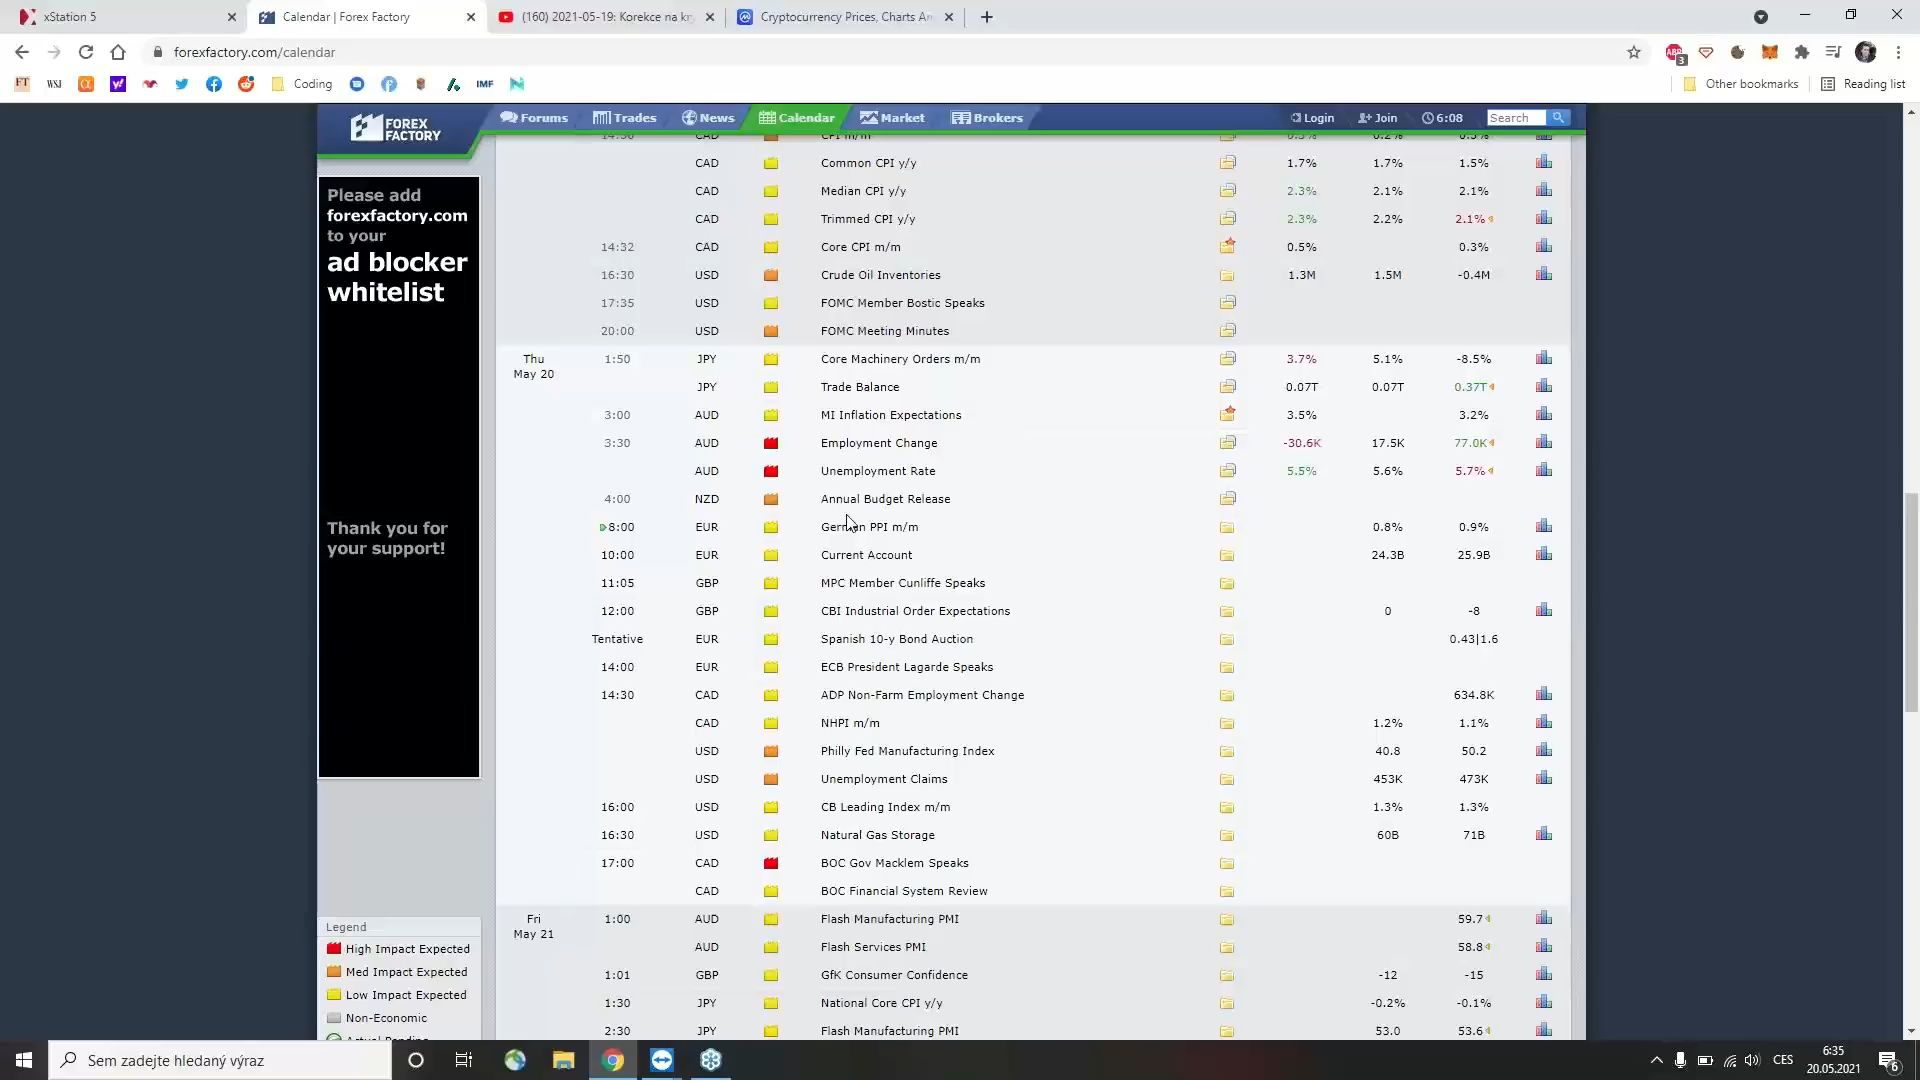 xStation 5
Calendar | Forex Factory
(160) 2021-05-19: Korekce na kr
Cryptocurrency Prices, Charts An
forexfactory.com/calendar
ABP 3
FT WSJ Coding IMF Other bookmarks Reading list
FOREX FACTORY
Forums Trades News Calendar Market Brokers Login Join 6:08 Search
Please add
forexfactory.com
to your
ad blocker
whitelist
Thank you for
your support!
Legend
High Impact Expected
Med Impact Expected
Low Impact Expected
Non-Economic
14:30 CAD CPI m/m 0.5% 0.2% 0.5%
CAD Common CPI y/y 1.7% 1.7% 1.5%
CAD Median CPI y/y 2.3% 2.1% 2.1%
CAD Trimmed CPI y/y 2.3% 2.2% 2.1%
14:32 CAD Core CPI m/m 0.5% 0.3%
16:30 USD Crude Oil Inventories 1.3M 1.5M -0.4M
17:35 USD FOMC Member Bostic Speaks
20:00 USD FOMC Meeting Minutes
Thu May 20 1:50 JPY Core Machinery Orders m/m 3.7% 5.1% -8.5%
JPY Trade Balance 0.07T 0.07T 0.37T
3:00 AUD MI Inflation Expectations 3.5% 3.2%
3:30 AUD Employment Change -30.6K 17.5K 77.0K
AUD Unemployment Rate 5.5% 5.6% 5.7%
4:00 NZD Annual Budget Release
8:00 EUR German PPI m/m 0.8% 0.9%
10:00 EUR Current Account 24.3B 25.9B
11:05 GBP MPC Member Cunliffe Speaks
12:00 GBP CBI Industrial Order Expectations 0 -8
Tentative EUR Spanish 10-y Bond Auction 0.43|1.6
14:00 EUR ECB President Lagarde Speaks
14:30 CAD ADP Non-Farm Employment Change 634.8K
CAD NHPI m/m 1.2% 1.1%
USD Philly Fed Manufacturing Index 40.8 50.2
USD Unemployment Claims 453K 473K
16:00 USD CB Leading Index m/m 1.3% 1.3%
16:30 USD Natural Gas Storage 60B 71B
17:00 CAD BOC Gov Macklem Speaks
CAD BOC Financial System Review
Fri May 21 1:00 AUD Flash Manufacturing PMI 59.7
AUD Flash Services PMI 58.8
1:01 GBP GfK Consumer Confidence -12 -15
1:30 JPY National Core CPI y/y -0.2% -0.1%
2:30 JPY Flash Manufacturing PMI 53.0 53.6
Sem zadejte hledaný výraz
CES
6:35
20.05.2021
6